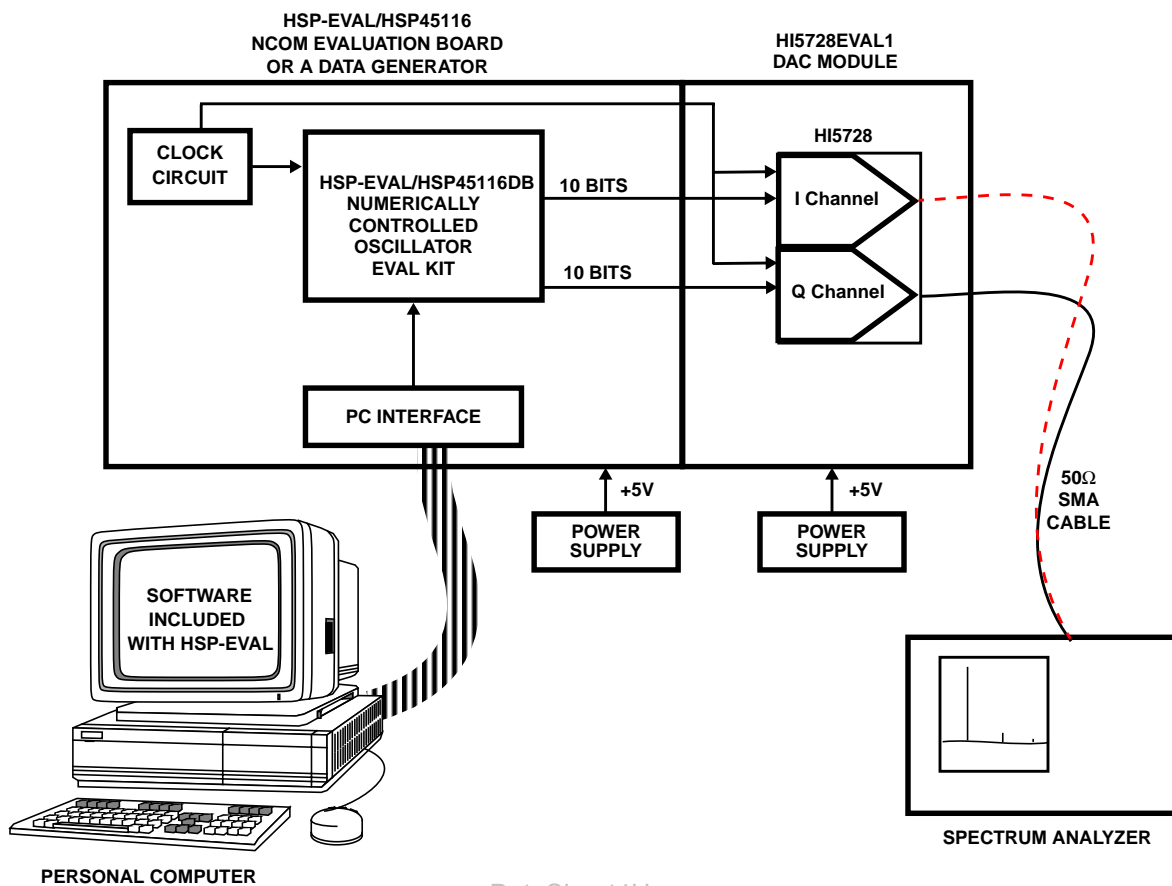 HSP-EVAL/HSP45116
NCOM EVALUATION BOARD
OR A DATA GENERATOR
HI5728EVAL1
DAC MODULE
CLOCK
CIRCUIT
HSP-EVAL/HSP45116DB
NUMERICALLY
CONTROLLED
OSCILLATOR
EVAL KIT
10 BITS
10 BITS
HI5728
I Channel
Q Channel
PC INTERFACE
+5V
+5V
POWER
SUPPLY
POWER
SUPPLY
50Ω
SMA
CABLE
SOFTWARE
INCLUDED
WITH HSP-EVAL
SPECTRUM ANALYZER
PERSONAL COMPUTER